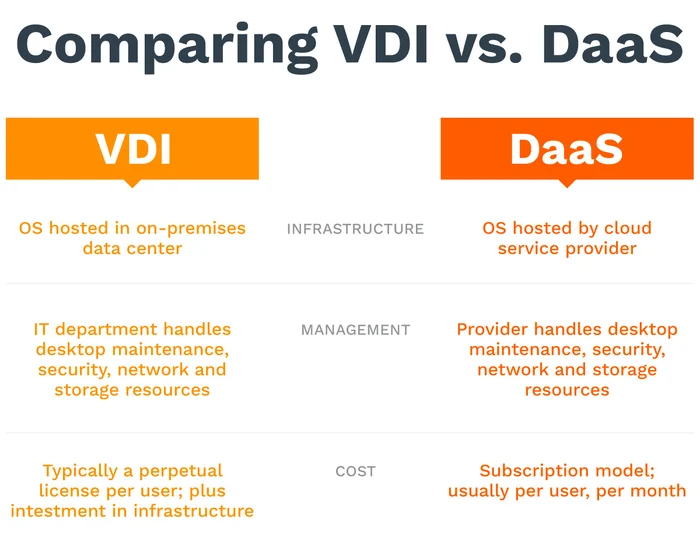 Comparing VDI vs. DaaS
VDI
DaaS
OS hosted in on-premises
data center
INFRASTRUCTURE
OS hosted by cloud
service provider
IT department handles
desktop maintenance,
security, network and
storage resources
MANAGEMENT
Provider handles desktop
maintenance, security,
network and storage
resources
Typically a perpetual
license per user; plus
intestment in infrastructure
COST
Subscription model;
usually per user, per month